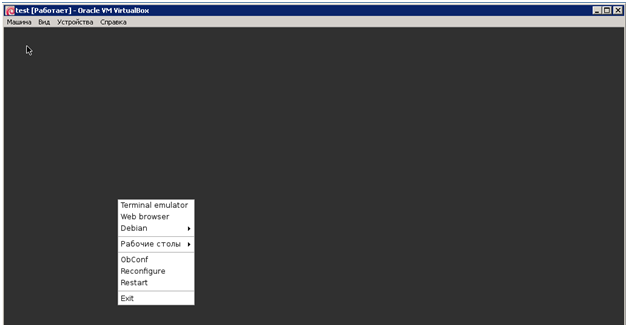 test [Работает] - Oracle VM VirtualBox
Машина Вид Устройства Справка
Terminal emulator
Web browser
Debian
Рабочие столы
ObConf
Reconfigure
Restart
Exit